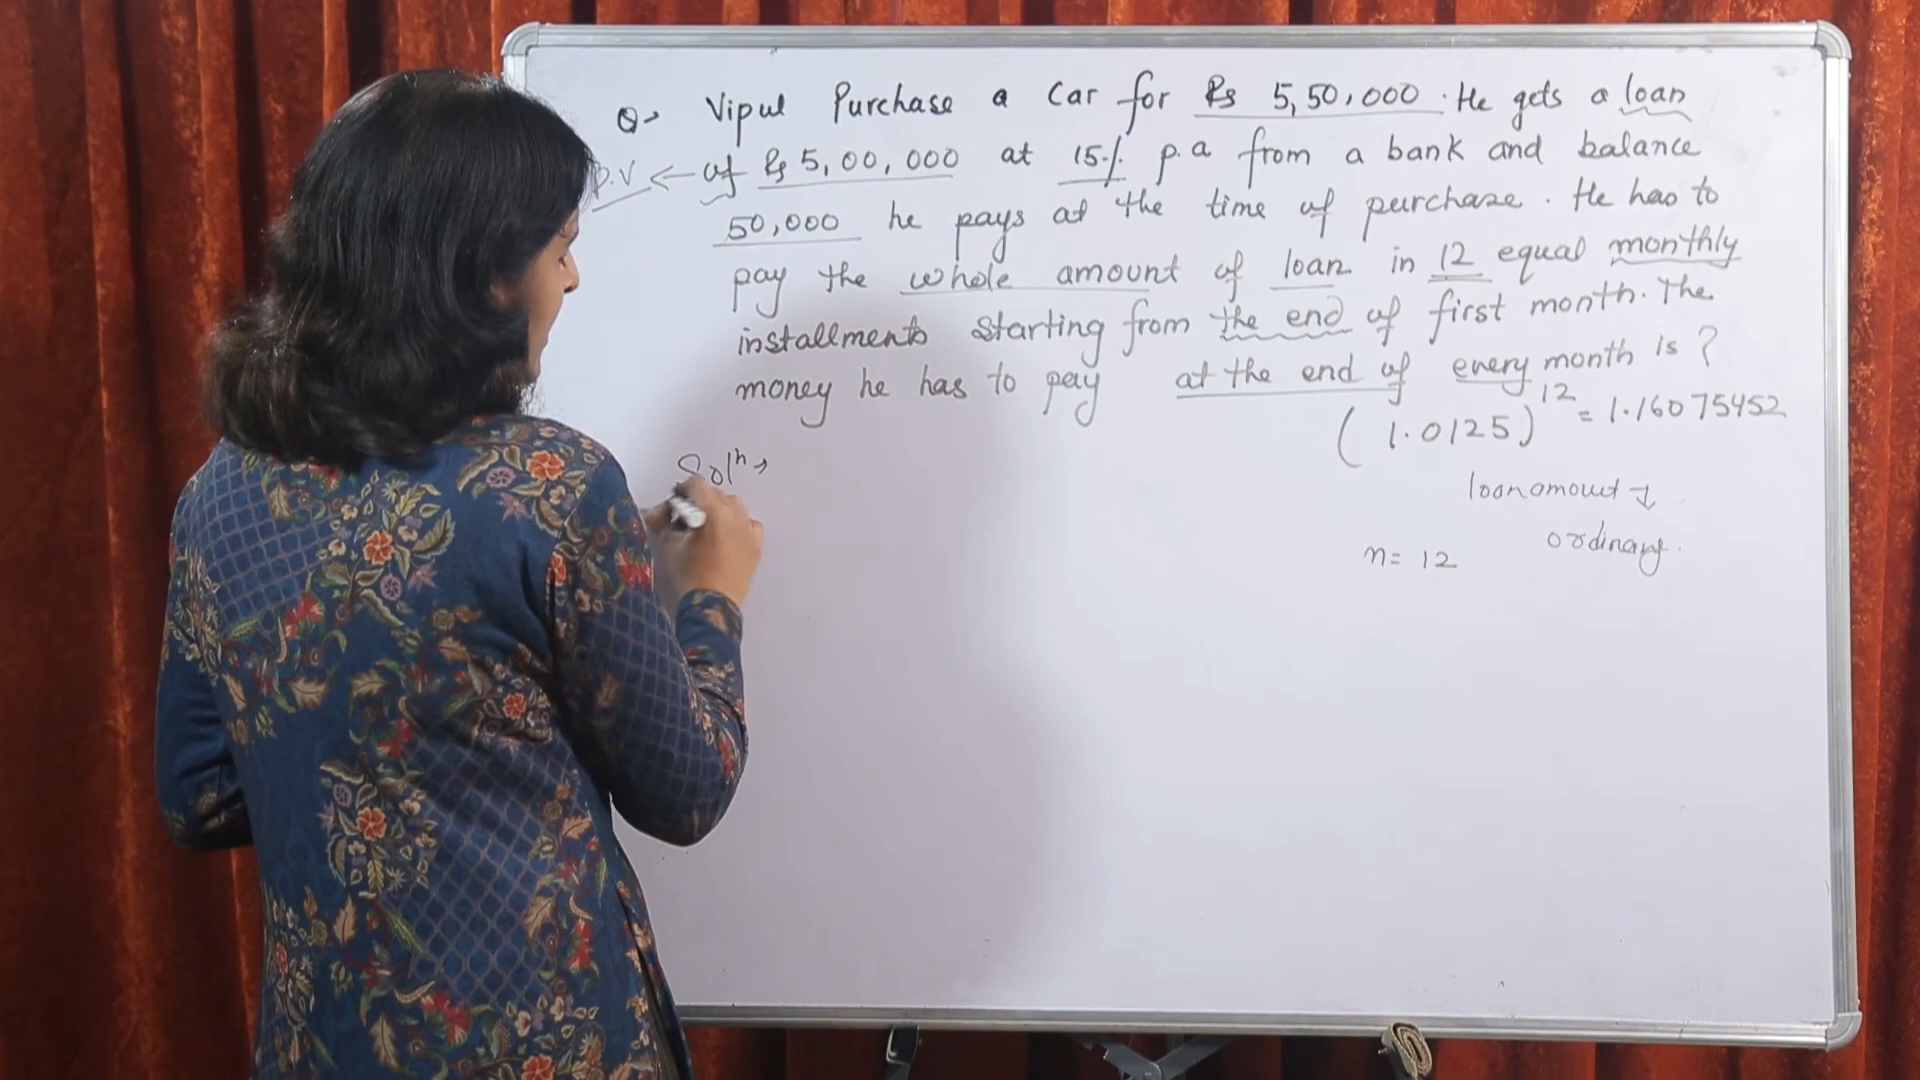 Q→ Vipul Purchase a Car for Rs 5,50,000. He gets a loan
P.V ← of Rs 5,00,000 at 15% p.a from a bank and balance
50,000 he pays at the time of purchase. He has to
pay the whole amount of loan in 12 equal monthly
installments starting from the end of first month. The
money he has to pay at the end of every month is?
(1.0125)^12 = 1.16075452
Solⁿ→
loan amount ↓
ordinary.
n= 12